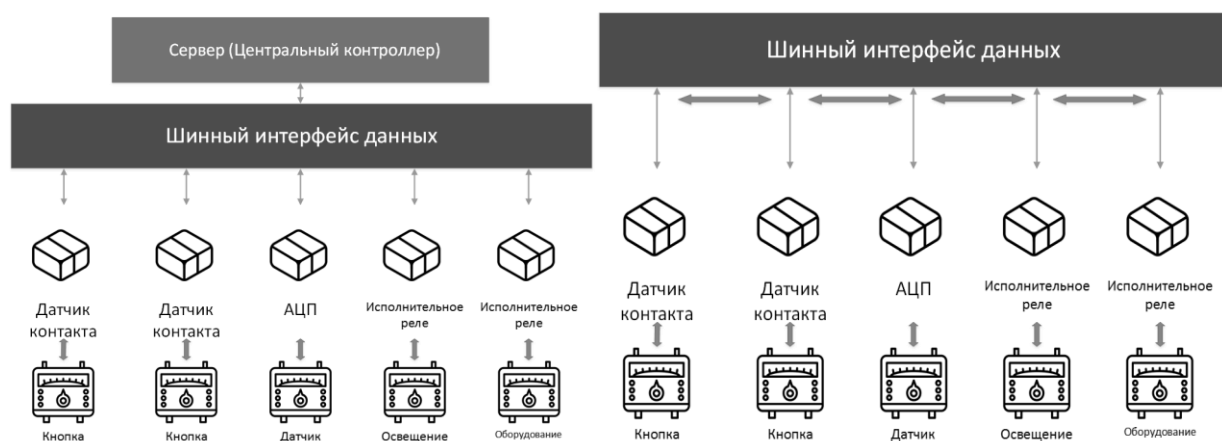 Сервер (Центральный контроллер)
Шинный интерфейс данных
Датчик
контакта
Датчик
контакта
АЦП
Исполнительное
реле
Исполнительное
реле
Кнопка
Кнопка
Датчик
Освещение
Оборудование
Шинный интерфейс данных
Датчик
контакта
Датчик
контакта
АЦП
Исполнительное
реле
Исполнительное
реле
Кнопка
Кнопка
Датчик
Освещение
Оборудование